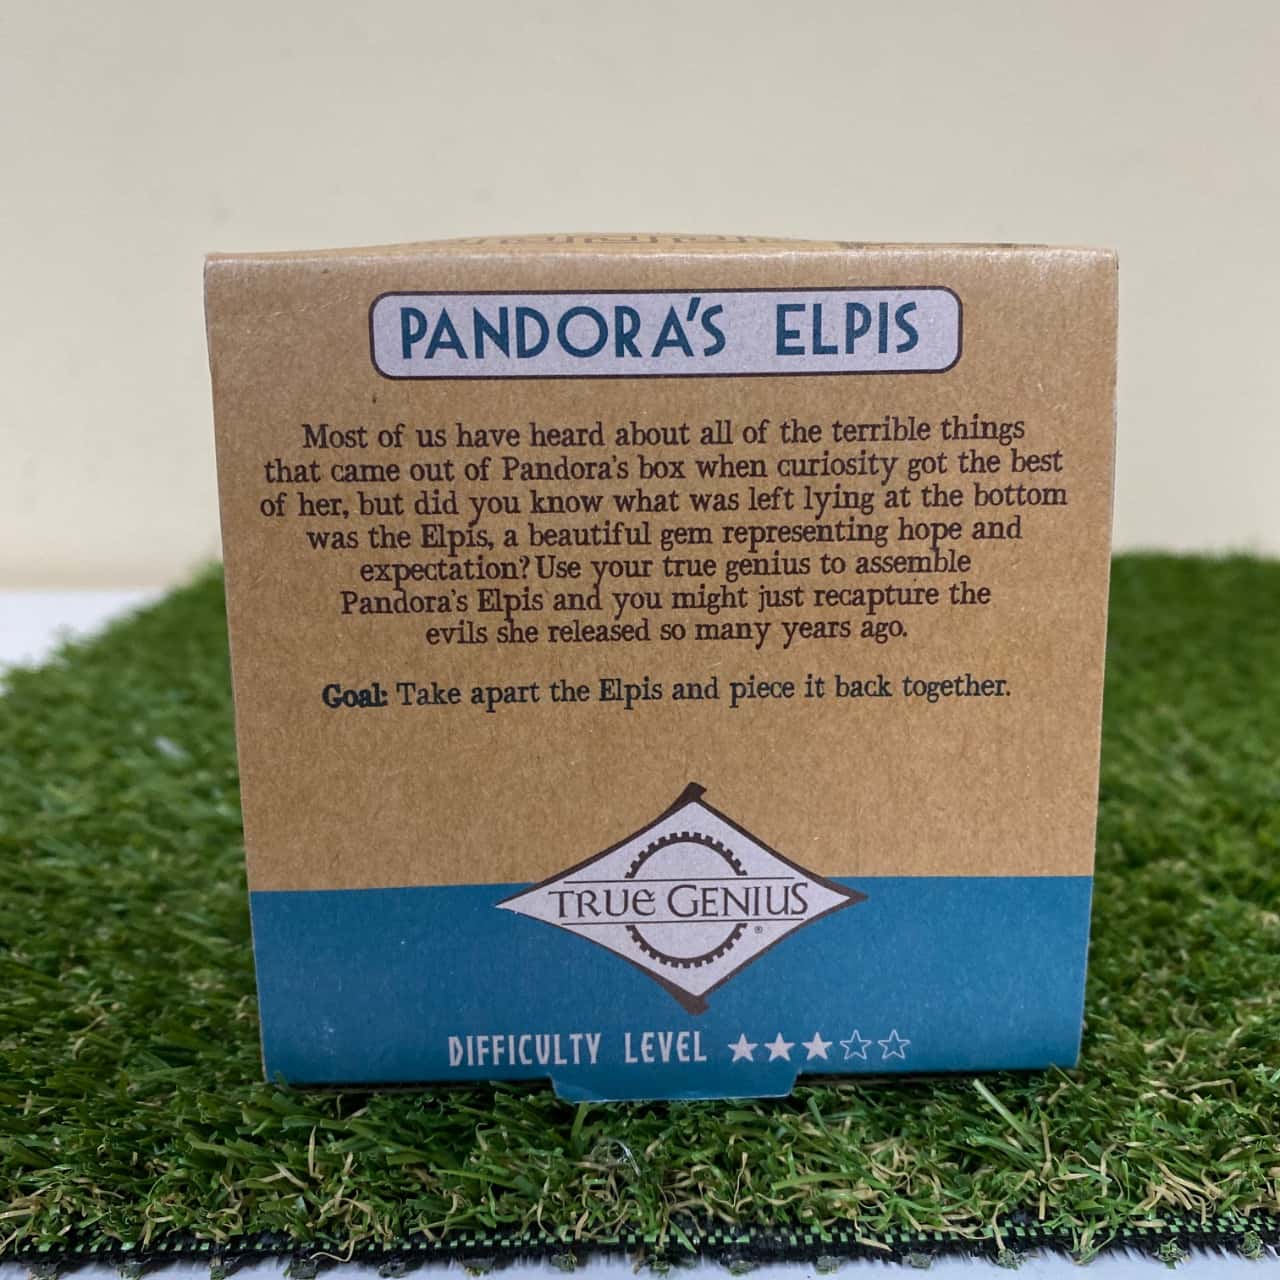 PANDORA'S ELPIS
Most of us have heard about all of the terrible things
that came out of Pandora's box when curiosity got the best
of her, but did you know what was left lying at the bottom
was the Elpis, a beautiful gem representing hope and
expectation? Use your true genius to assemble
Pandora's Elpis and you might just recapture the
evils she released so many years ago.
Goal: Take apart the Elpis and piece it back together.
TRUE GENIUS
®
DIFFICULTY LEVEL ★★★☆☆